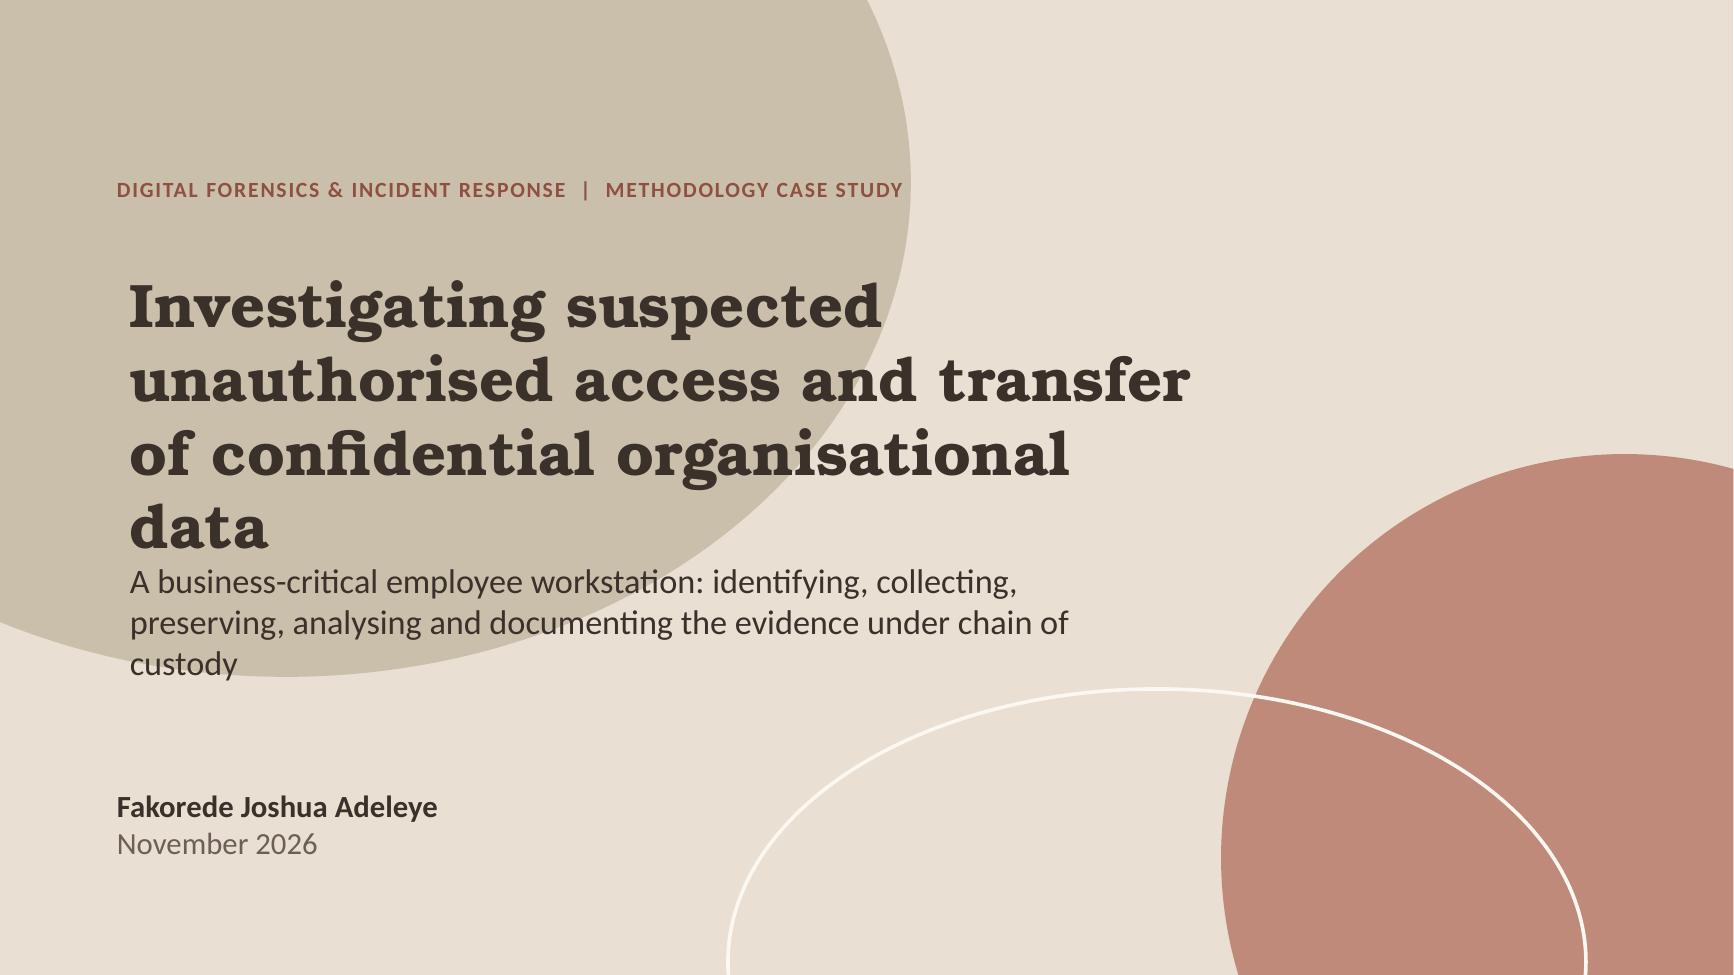 DIGITAL FORENSICS & INCIDENT RESPONSE | METHODOLOGY CASE STUDY
Investigating suspected
unauthorised access and transfer
of confidential organisational
data
A business-critical employee workstation: identifying, collecting,
preserving, analysing and documenting the evidence under chain of
custody
Fakorede Joshua Adeleye
November 2026